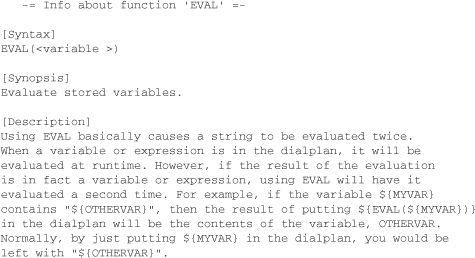 -= Info about function 'EVAL' =-
[Syntax]
EVAL(<variable >)
[Synopsis]
Evaluate stored variables.
[Description]
Using EVAL basically causes a string to be evaluated twice.
When a variable or expression is in the dialplan, it will be
evaluated at runtime. However, if the result of the evaluation
is in fact a variable or expression, using EVAL will have it
evaluated a second time. For example, if the variable ${MYVAR}
contains "${OTHERVAR}", then the result of putting ${EVAL(${MYVAR})}
in the dialplan will be the contents of the variable, OTHERVAR.
Normally, by just putting ${MYVAR} in the dialplan, you would be
left with "${OTHERVAR}".